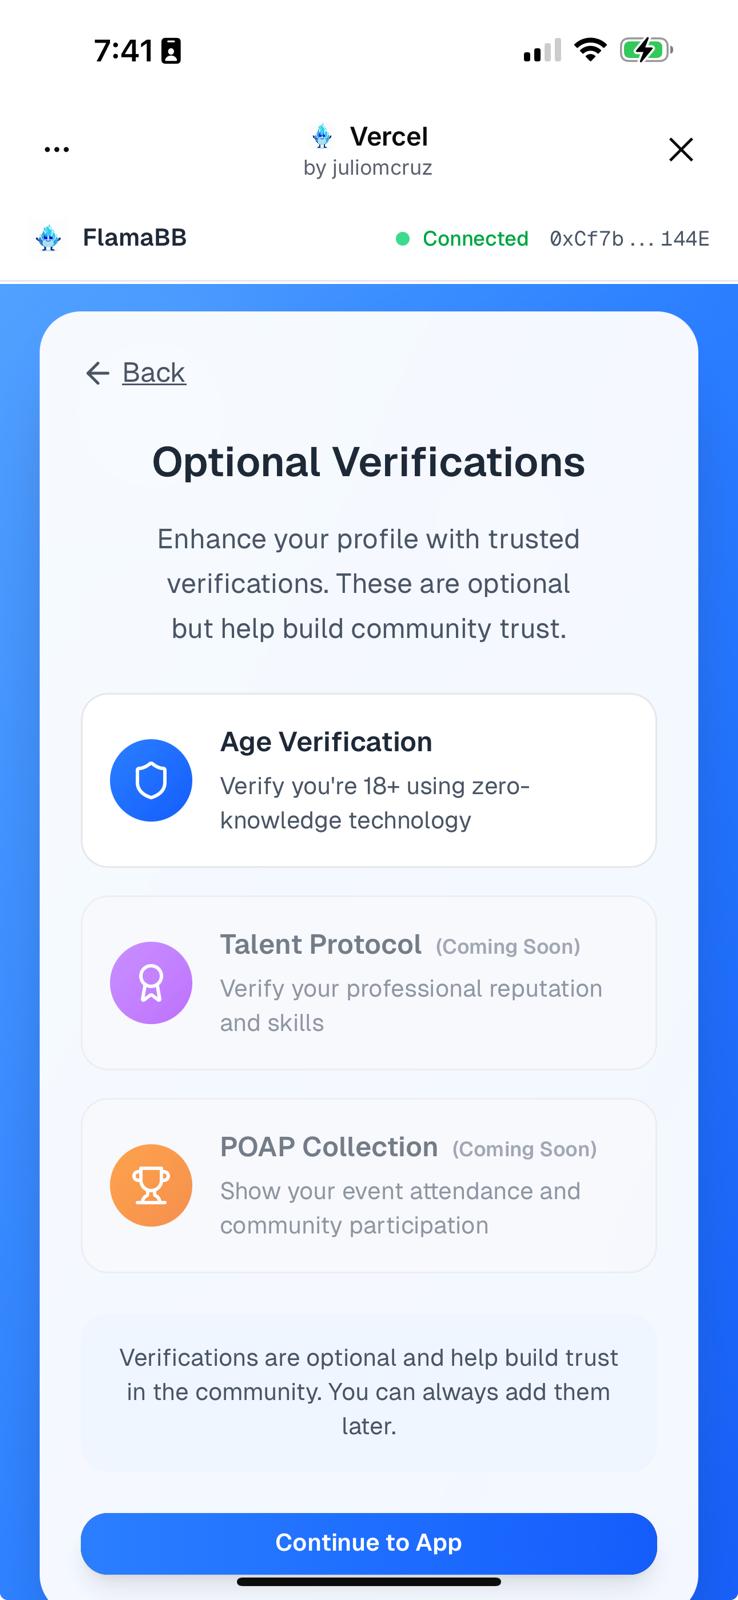 7:41
Vercel
by juliomcruz
FlamaBB
Connected 0xCf7b...144E
Back
Optional Verifications
Enhance your profile with trusted
verifications. These are optional
but help build community trust.
Age Verification
Verify you're 18+ using zero-
knowledge technology
Talent Protocol (Coming Soon)
Verify your professional reputation
and skills
POAP Collection (Coming Soon)
Show your event attendance and
community participation
Verifications are optional and help build trust
in the community. You can always add them
later.
Continue to App